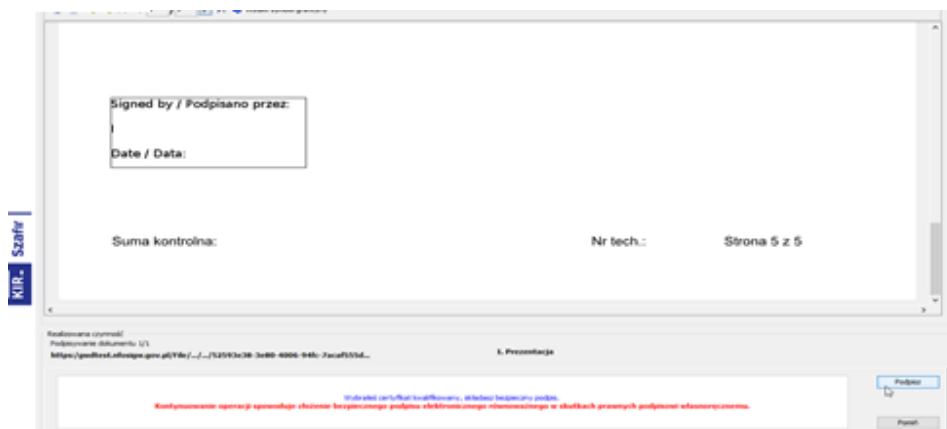 Signed by / Podpisano przez:
Date / Data:
Suma kontrolna: Nr tech.: Strona 5 z 5
KIR. Szafir
Realizowana czynność
Podpisywanie dokumentu 1/1
1. Prezentacja
Podpisz
Wybrałeś certyfikat kwalifikowany, składasz bezpieczny podpis.
Kontynuowanie operacji spowoduje złożenie bezpiecznego podpisu elektronicznego równoważnego w skutkach prawnych podpisowi własnoręcznemu.
Pomiń